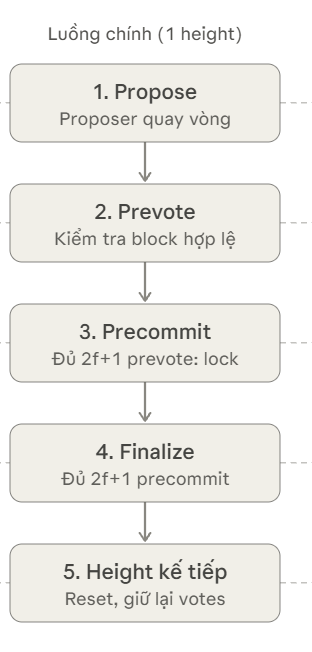 Luồng chính (1 height)
1. Propose
Proposer quay vòng
2. Prevote
Kiểm tra block hợp lệ
3. Precommit
Đủ 2f+1 prevote: lock
4. Finalize
Đủ 2f+1 precommit
5. Height kế tiếp
Reset, giữ lại votes